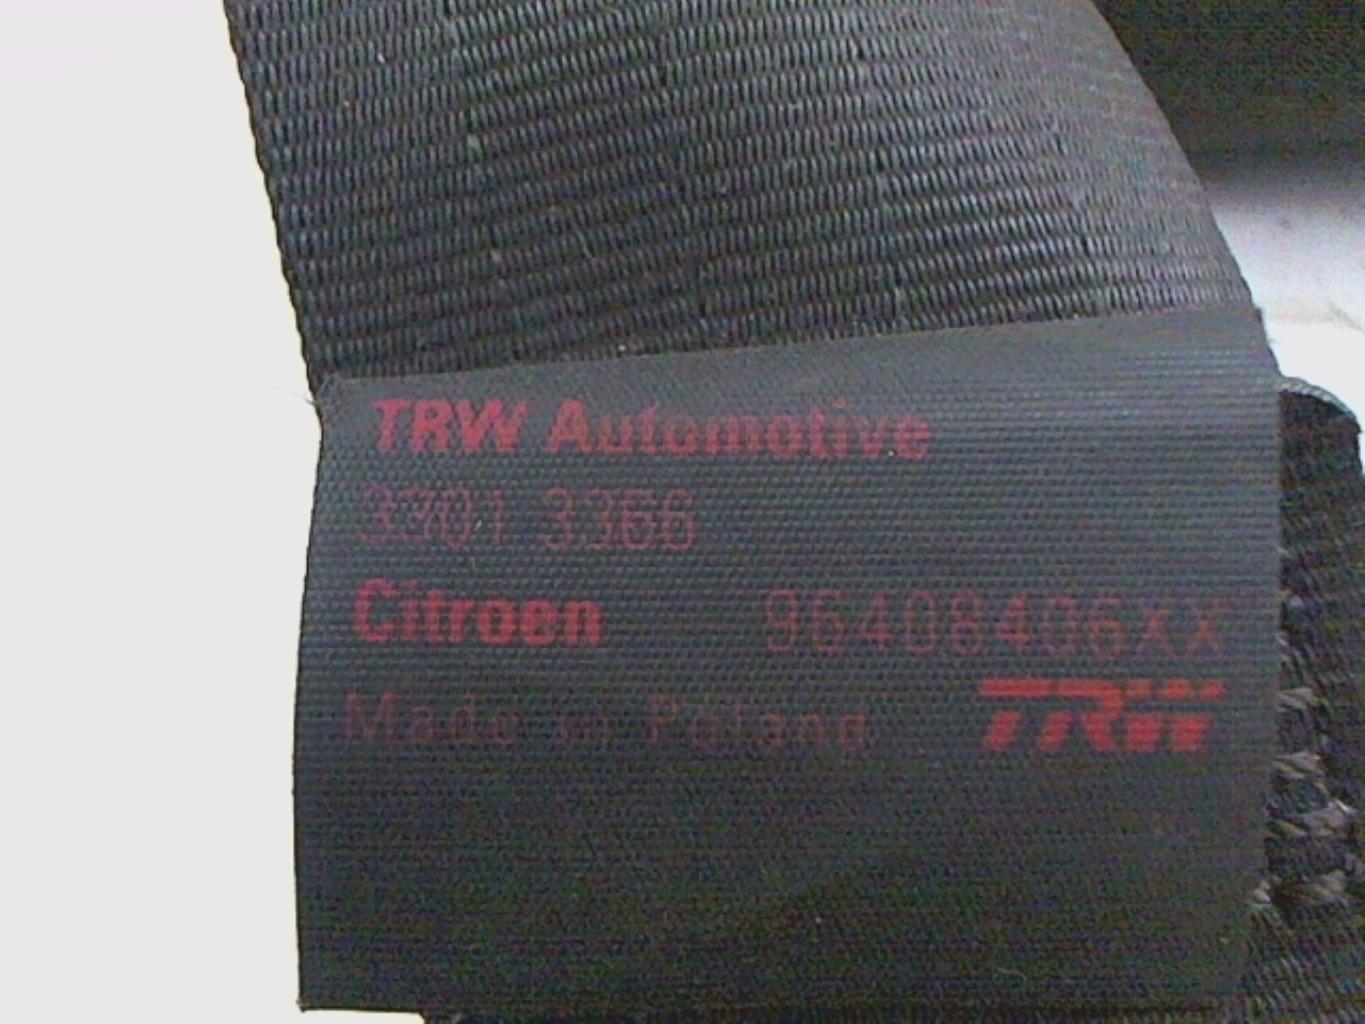 TRW Automotive
3301 3366
Citroen 96408406XX
Made in Poland TRW